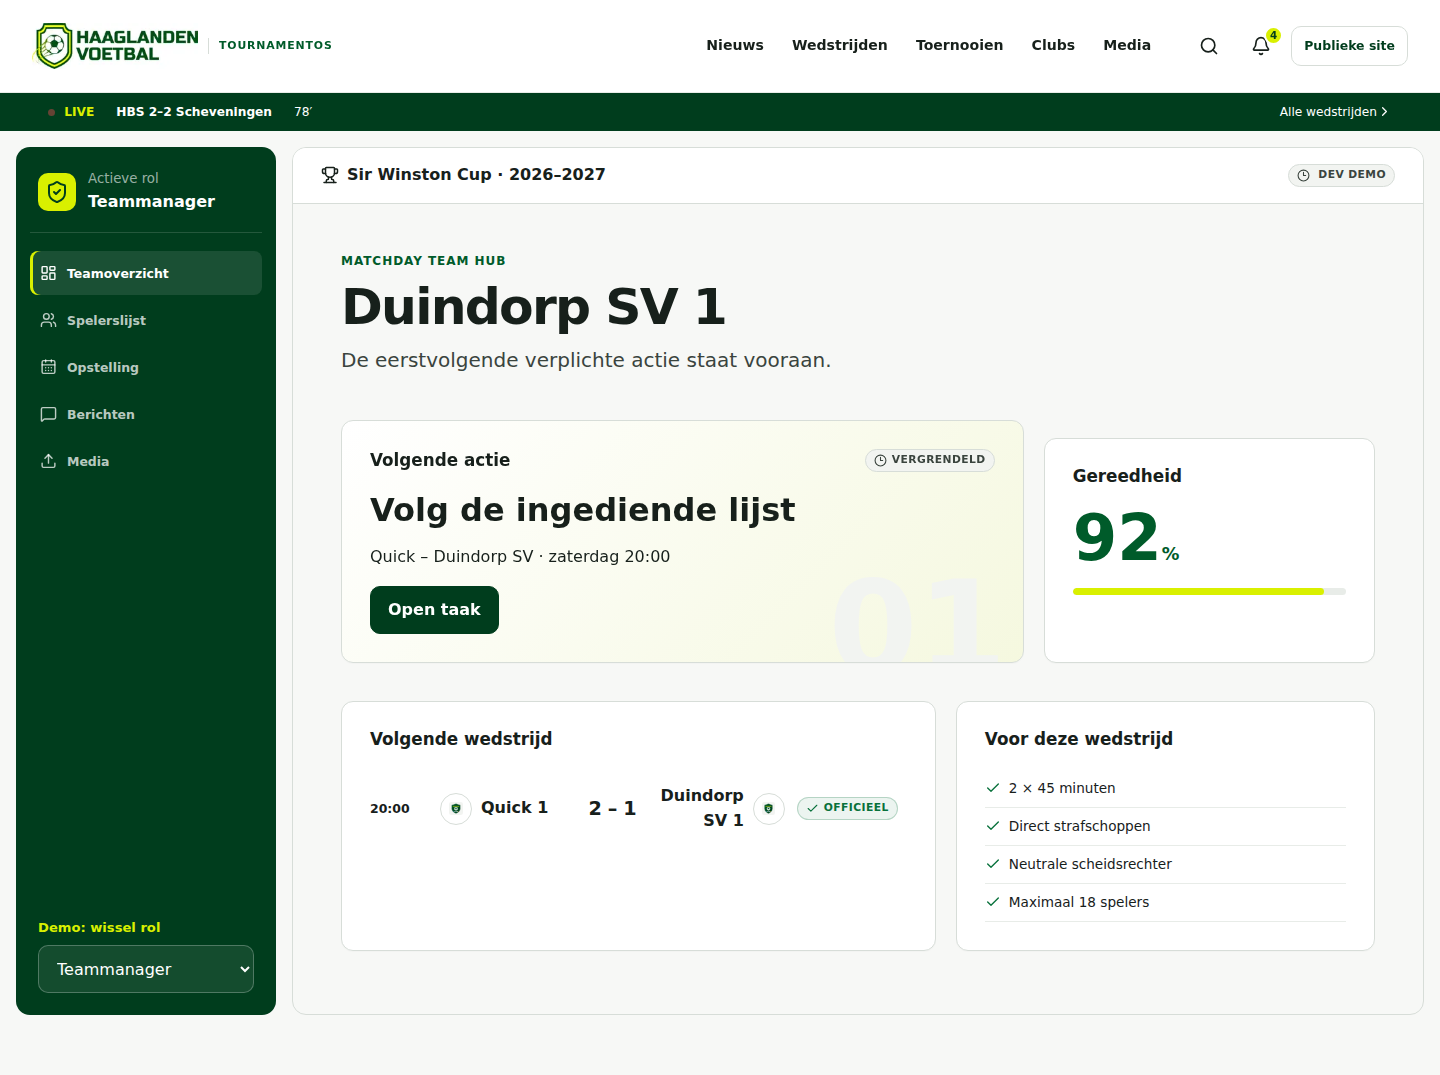 HAAGLANDEN
VOETBAL
TOURNAMENTOS
Nieuws
Wedstrijden
Toernooien
Clubs
Media
4
Publieke site
LIVE
HBS 2–2 Scheveningen
78′
Alle wedstrijden
Actieve rol
Teammanager
Teamoverzicht
Spelerslijst
Opstelling
Berichten
Media
Demo: wissel rol
Teammanager
Sir Winston Cup · 2026–2027
DEV DEMO
MATCHDAY TEAM HUB
Duindorp SV 1
De eerstvolgende verplichte actie staat vooraan.
Volgende actie
VERGRENDELD
Volg de ingediende lijst
Quick – Duindorp SV · zaterdag 20:00
Open taak
01
Gereedheid
92%
Volgende wedstrijd
20:00
Quick 1
2 – 1
Duindorp
SV 1
OFFICIEEL
Voor deze wedstrijd
2 × 45 minuten
Direct strafschoppen
Neutrale scheidsrechter
Maximaal 18 spelers